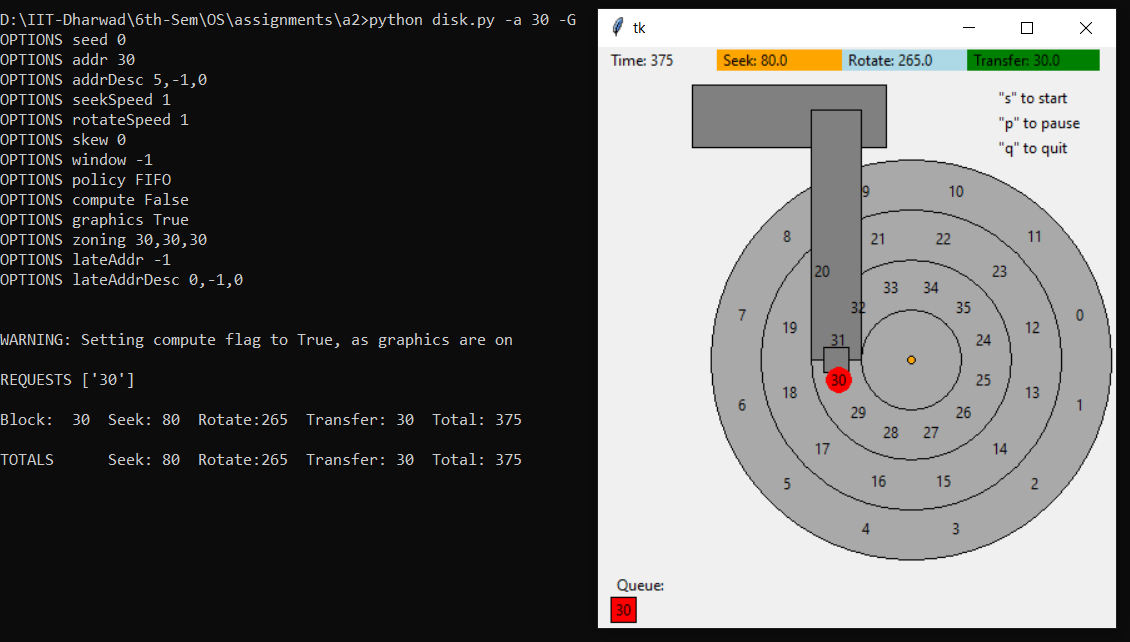 D:\IIT-Dharwad\6th-Sem\OS\assignments\a2>python disk.py -a 30 -G
OPTIONS seed 0
OPTIONS addr 30
OPTIONS addrDesc 5,-1,0
OPTIONS seekSpeed 1
OPTIONS rotateSpeed 1
OPTIONS skew 0
OPTIONS window -1
OPTIONS policy FIFO
OPTIONS compute False
OPTIONS graphics True
OPTIONS zoning 30,30,30
OPTIONS lateAddr -1
OPTIONS lateAddrDesc 0,-1,0
WARNING: Setting compute flag to True, as graphics are on
REQUESTS ['30']
Block:  30  Seek: 80  Rotate:265  Transfer: 30  Total: 375
TOTALS      Seek: 80  Rotate:265  Transfer: 30  Total: 375
tk
Time: 375 Seek: 80.0 Rotate: 265.0 Transfer: 30.0
"s" to start
"p" to pause
"q" to quit
9 10
8 21 22 11
20 23
33 34
7 32 35 0
19 31 24 12
30 25
6 18 29 26 13 1
28 27
17 14
5 16 15 2
4 3
Queue:
30